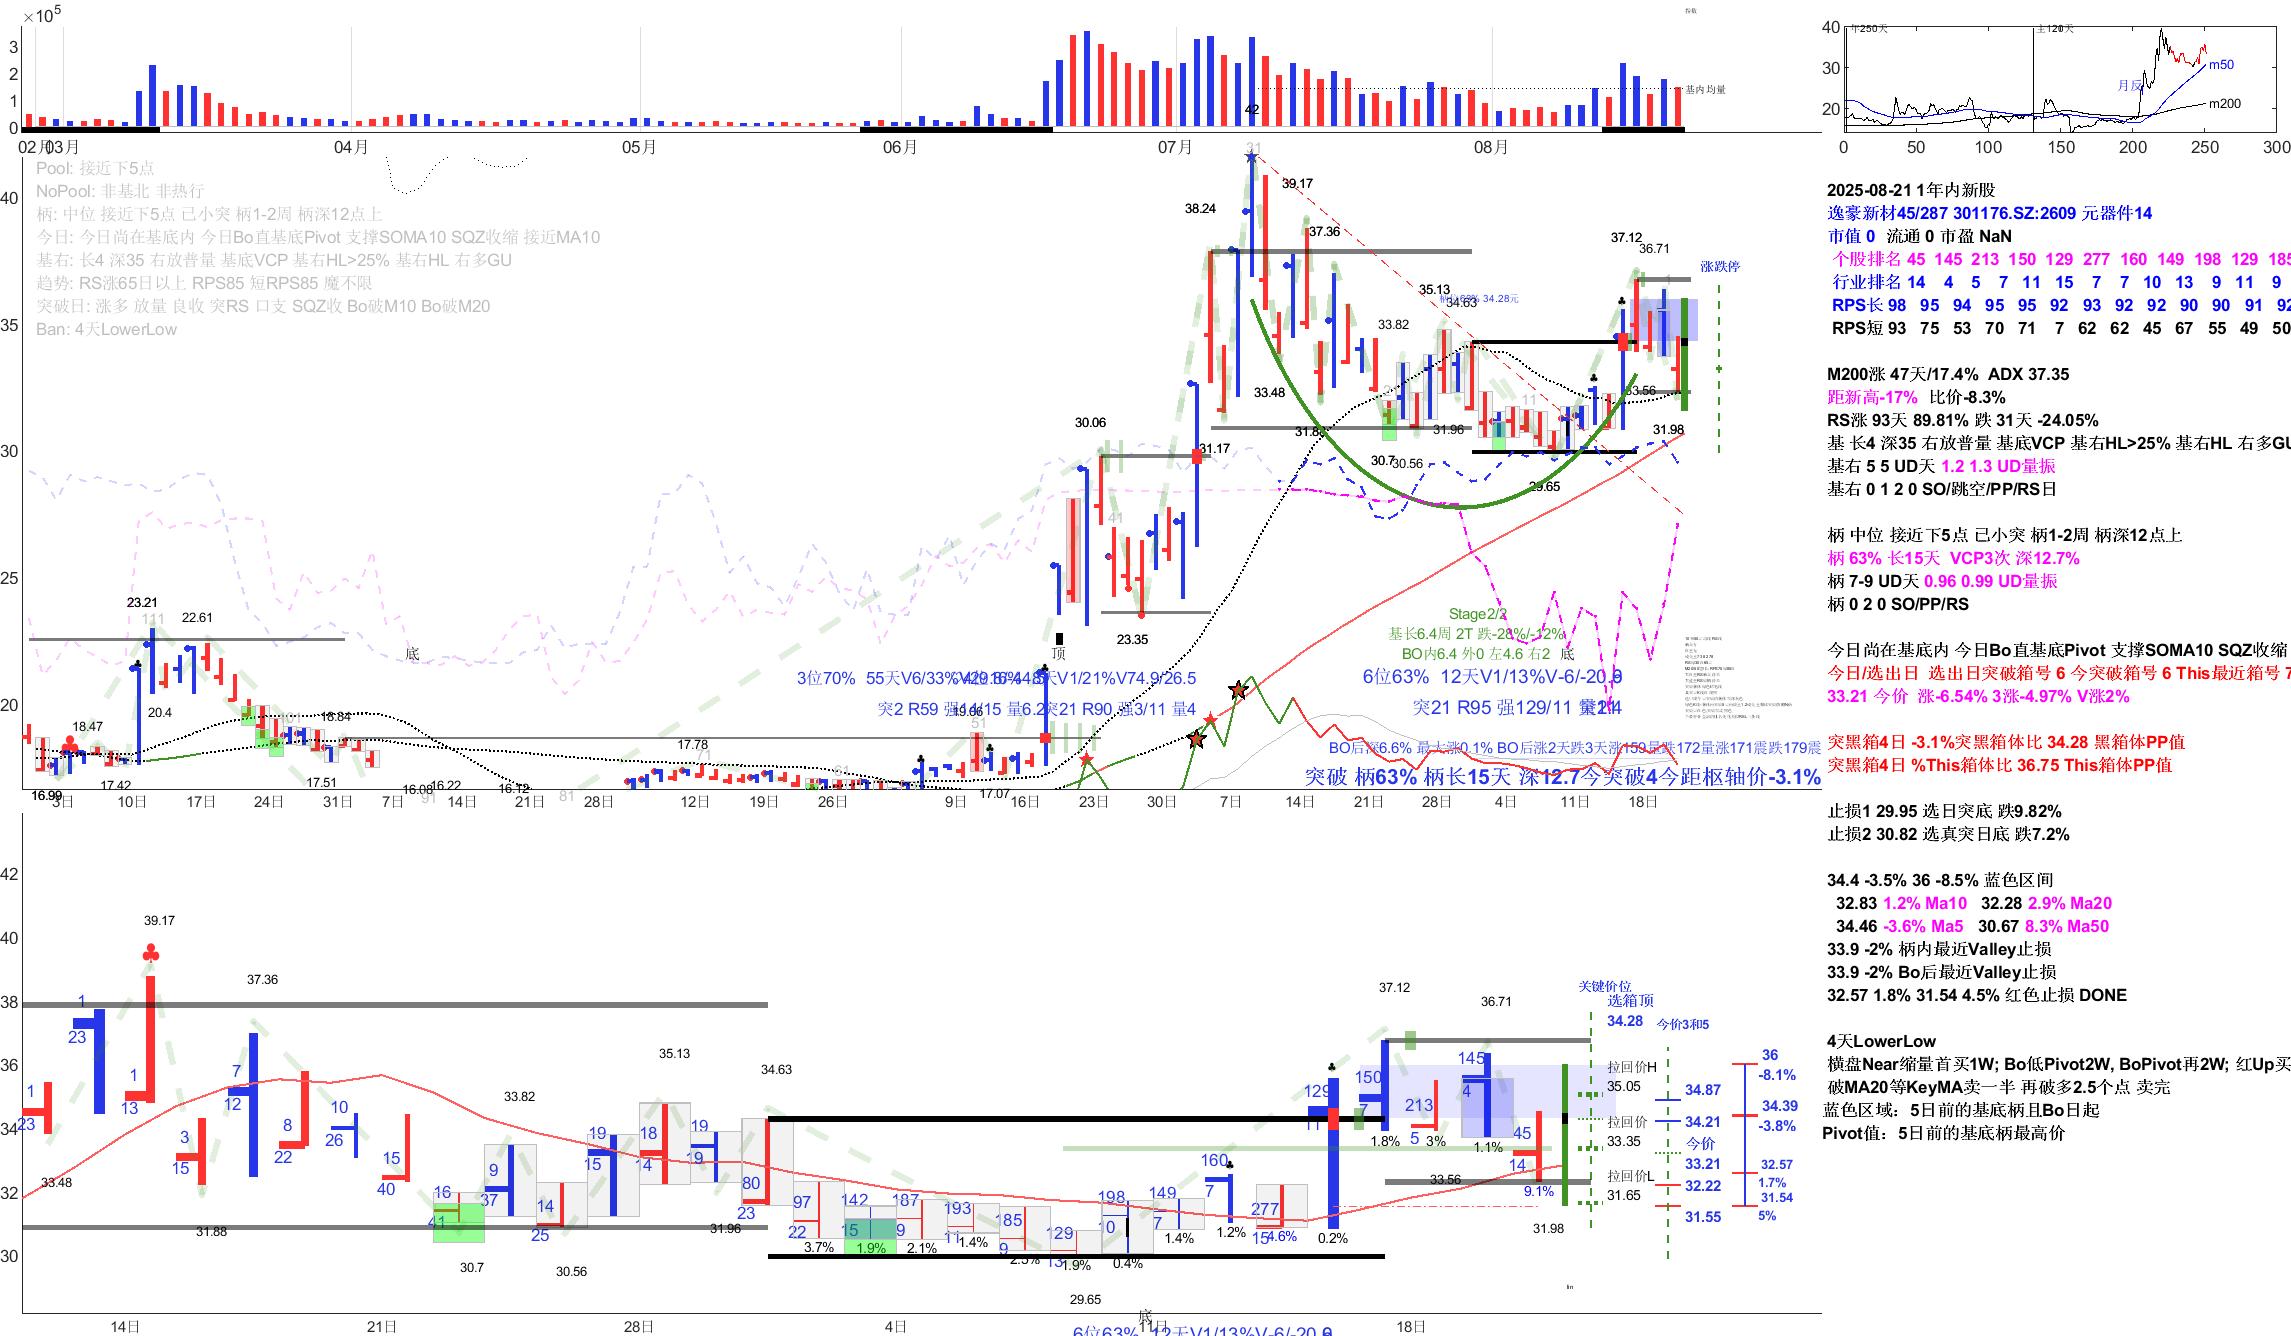 ×10⁵
3
2
1
0
42
基内均量
02月
03月
04月
05月
06月
07月
08月
Pool: 接近下5点
NoPool: 非基北 非热行
柄: 中位 接近下5点 己小突 柄1-2周 柄深12点上
今日: 今日尚在基底内 今日Bo直基底Pivot 支撑SOMA10 SQZ收缩 接近MA10
基右: 长4 深35 右放普量 基底VCP 基右HL>25% 基右HL 右多GU
趋势: RS涨65日以上 RPS85 短RPS85 魔不限
突破日: 涨多 放量 良收 突RS 口支 SQZ收 Bo破M10 Bo破M20
Ban: 4天LowerLow
40
35
30
25
20
31
39.17
38.24
37.36
37.12
36.71
涨跌停
35.13
34.63
柄位63% 34.28元
33.82
33.48
33.56
31.88
31.96
31.98
31.17
30.06
30.7
30.56
29.65
41
11
23.35
23.21
111
22.61
20.4
18.47
18.84
101
17.42
17.51
16.99
16.08
16.22
16.12
91
81
17.78
71
61
51
17.07
底
顶
底
Stage2/2
基长6.4周 2T 跌-28%/-12%
BO内6.4 外0 左4.6 右2
3位70%
55天V6/33%
V1/21%V74.9/26.5
6位63% 12天V1/13%V-6/-20.9
突2 R59
突21 R90 强3/11 量4
突21 R95 强129/11
BO后深6.6% 最大涨0.1% BO后涨2天跌3天涨159量跌172量涨171震跌179震
突破 柄63% 柄长15天 深12.7今突破4今距枢轴价-3.1%
3日
10日
17日
24日
31日
7日
14日
21日
28日
12日
19日
26日
9日
16日
23日
30日
7日
14日
21日
28日
4日
11日
18日
42
40
38
36
34
32
30
39.17
37.36
37.12
36.71
35.13
34.63
33.82
33.48
33.56
31.88
31.96
31.98
30.7
30.56
29.65
1
23
1
23
1
13
3
15
7
12
8
22
10
26
15
40
16
41
9
37
14
25
19
15
18
14
19
19
80
23
97
22
3.7%
142
15
1.9%
187
9
2.1%
193
11
1.4%
185
9
2.5%
129
13
1.9%
198
10
0.4%
149
7
1.4%
160
7
1.2%
277
15
4.6%
129
11
0.2%
150
7
1.8%
213
5
3%
145
4
1.1%
45
14
9.1%
关键价位
选箱顶
34.28
今价3和5
拉回价H
35.05
拉回价
33.35
拉回价L
31.65
34.87
34.21
今价
33.21
32.22
31.55
36
-8.1%
34.39
-3.8%
32.57
1.7%
31.54
5%
14日
21日
28日
4日
11日
18日
底
6位63% 12天V1/13%V-6/-20.9
40
30
20
年250天
主120天
月反
m50
m200
0
50
100
150
200
250
300
2025-08-21 1年内新股
逸豪新材45/287 301176.SZ:2609 元器件14
市值 0 流通 0 市盈 NaN
个股排名 45 145 213 150 129 277 160 149 198 129 185
行业排名 14 4 5 7 11 15 7 7 10 13 9 11 9
RPS长 98 95 94 95 95 92 93 92 92 90 90 91 92
RPS短 93 75 53 70 71 7 62 62 45 67 55 49 50
M200涨 47天/17.4% ADX 37.35
距新高-17% 比价-8.3%
RS涨 93天 89.81% 跌 31天 -24.05%
基 长4 深35 右放普量 基底VCP 基右HL>25% 基右HL 右多GU
基右 5 5 UD天 1.2 1.3 UD量振
基右 0 1 2 0 SO/跳空/PP/RS日
柄 中位 接近下5点 己小突 柄1-2周 柄深12点上
柄 63% 长15天 VCP3次 深12.7%
柄 7-9 UD天 0.96 0.99 UD量振
柄 0 2 0 SO/PP/RS
今日尚在基底内 今日Bo直基底Pivot 支撑SOMA10 SQZ收缩
今日/选出日 选出日突破箱号 6 今突破箱号 6 This最近箱号 7
33.21 今价 涨-6.54% 3涨-4.97% V涨2%
突黑箱4日 -3.1%突黑箱体比 34.28 黑箱体PP值
突黑箱4日 %This箱体比 36.75 This箱体PP值
止损1 29.95 选日突底 跌9.82%
止损2 30.82 选真突日底 跌7.2%
34.4 -3.5% 36 -8.5% 蓝色区间
32.83 1.2% Ma10 32.28 2.9% Ma20
34.46 -3.6% Ma5 30.67 8.3% Ma50
33.9 -2% 柄内最近Valley止损
33.9 -2% Bo后最近Valley止损
32.57 1.8% 31.54 4.5% 红色止损 DONE
4天LowerLow
横盘Near缩量首买1W; Bo低Pivot2W, BoPivot再2W; 红Up买
破MA20等KeyMA卖一半 再破多2.5个点 卖完
蓝色区域： 5日前的基底柄且Bo日起
Pivot值： 5日前的基底柄最高价